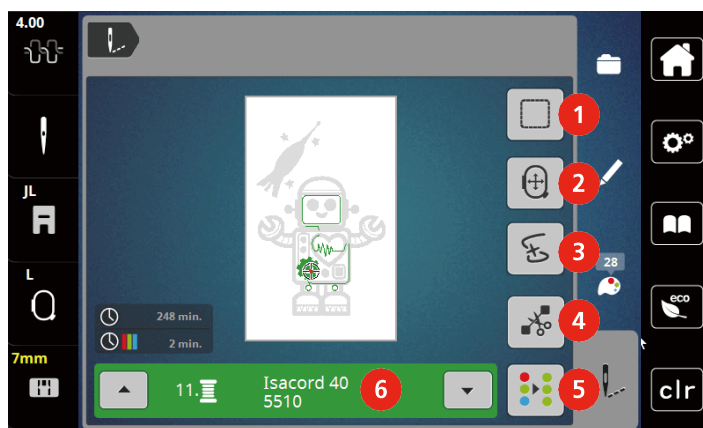 4.00
1
2
JL
3
28
L
4
eco
248 min.
2 min.
7mm
11.
Isacord 40
5510
6
5
clr